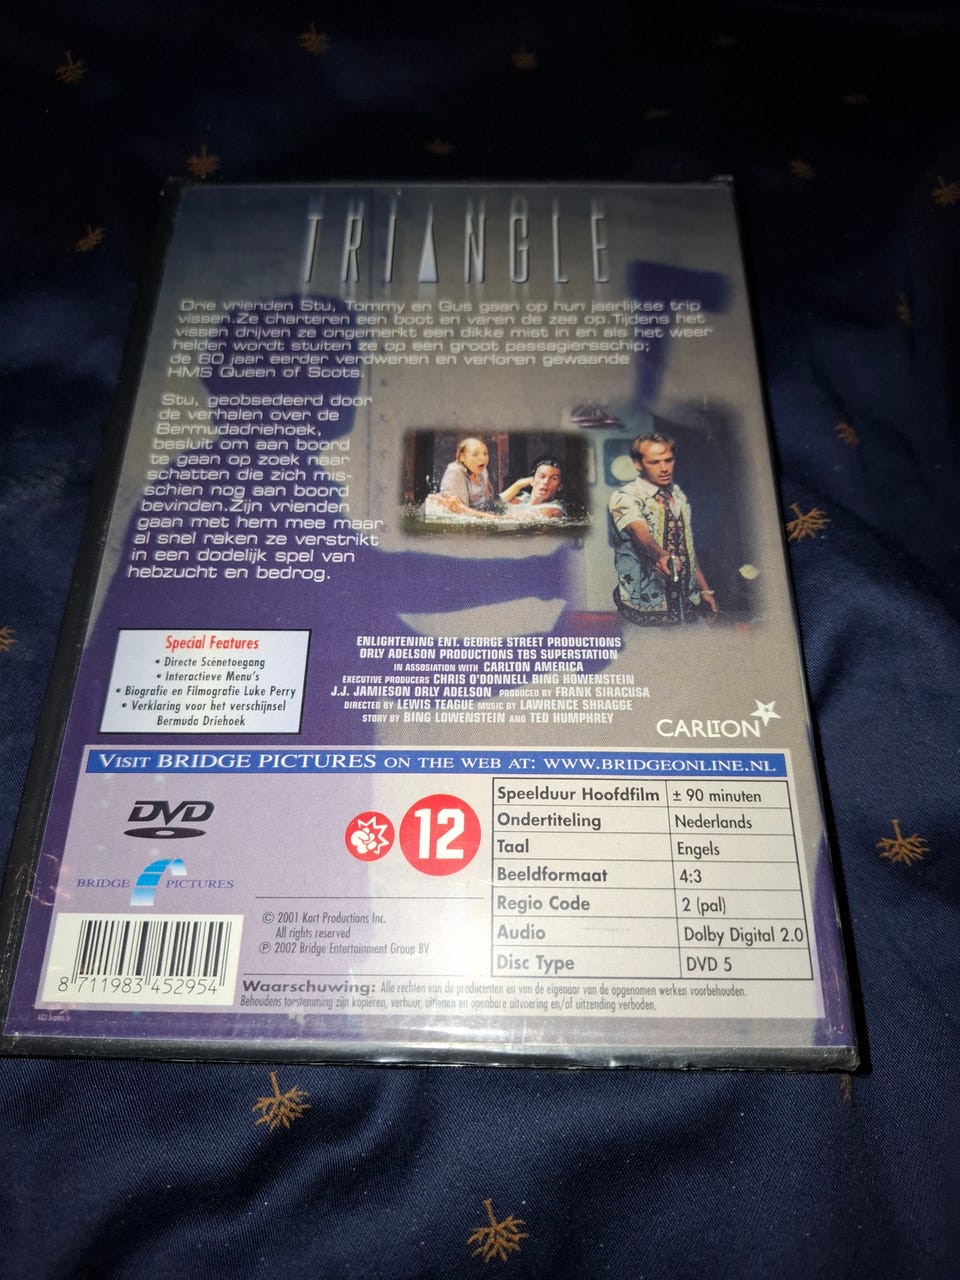 TRIANGLE
Drie vrienden Stu, Tommy en Gus gaan op hun jaarlijkse trip
vissen.Ze charteren een boot en varen de zee op.Tijdens het
vissen drijven ze ongemerkt een dikke mist in en als het weer
helder wordt stuiten ze op een groot passagiersschip;
de 60 jaar eerder verdwenen en verloren gewaande
HMS Queen of Scots.
Stu, geobsedeerd door
de verhalen over de
Bermudadriehoek,
besluit om aan boord
te gaan op zoek naar
schatten die zich mis-
schien nog aan boord
bevinden.Zijn vrienden
gaan met hem mee maar
al snel raken ze verstrikt
in een dodelijk spel van
hebzucht en bedrog.
Special Features
• Directe Scènetoegang
• Interactieve Menu's
• Biografie en Filmografie Luke Perry
• Verklaring voor het verschijnsel
Bermuda Driehoek
ENLIGHTENING ENT. GEORGE STREET PRODUCTIONS
ORLY ADELSON PRODUCTIONS TBS SUPERSTATION
IN ASSOSIATION WITH CARLTON AMERICA
EXECUTIVE PRODUCERS CHRIS O'DONNELL BING HOWENSTEIN
J.J. JAMIESON ORLY ADELSON PRODUCED BY FRANK SIRACUSA
DIRECTED BY LEWIS TEAGUE MUSIC BY LAWRENCE SHRAGGE
STORY BY BING LOWENSTEIN AND TED HUMPHREY
CARLTON
VISIT BRIDGE PICTURES ON THE WEB AT: WWW.BRIDGEONLINE.NL
DVD
12
BRIDGE PICTURES
Speelduur Hoofdfilm ± 90 minuten
Ondertiteling Nederlands
Taal Engels
Beeldformaat 4:3
Regio Code 2 (pal)
Audio Dolby Digital 2.0
Disc Type DVD 5
© 2001 Kort Productions Inc.
All rights reserved
℗ 2002 Bridge Entertainment Group BV
8 711983 452954
Waarschuwing: Alle rechten van de producenten en van de eigenaar van de opgenomen werken voorbehouden.
Behoudens toestemming zijn kopiëren, verhuur, uitlenen en openbare uitvoering en/of uitzending verboden.